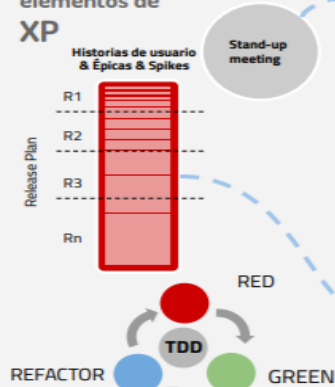 elementos de
XP
Historias de usuario
& Épicas & Spikes
Stand-up
meeting
Release Plan
R1
R2
R3
Rn
RED
TDD
REFACTOR
GREEN